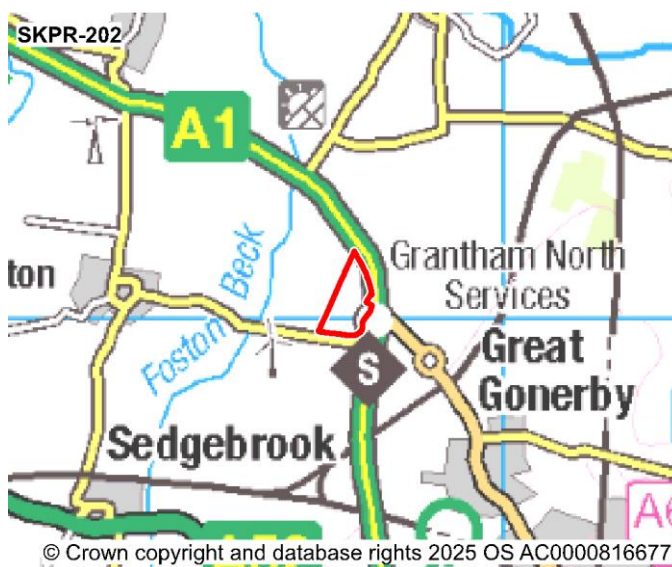 SKPR-202
A1
Grantham North
Services
ton
Foston Beck
S
Great
Gonerby
Sedgebrook
A6
© Crown copyright and database rights 2025 OS AC0000816677